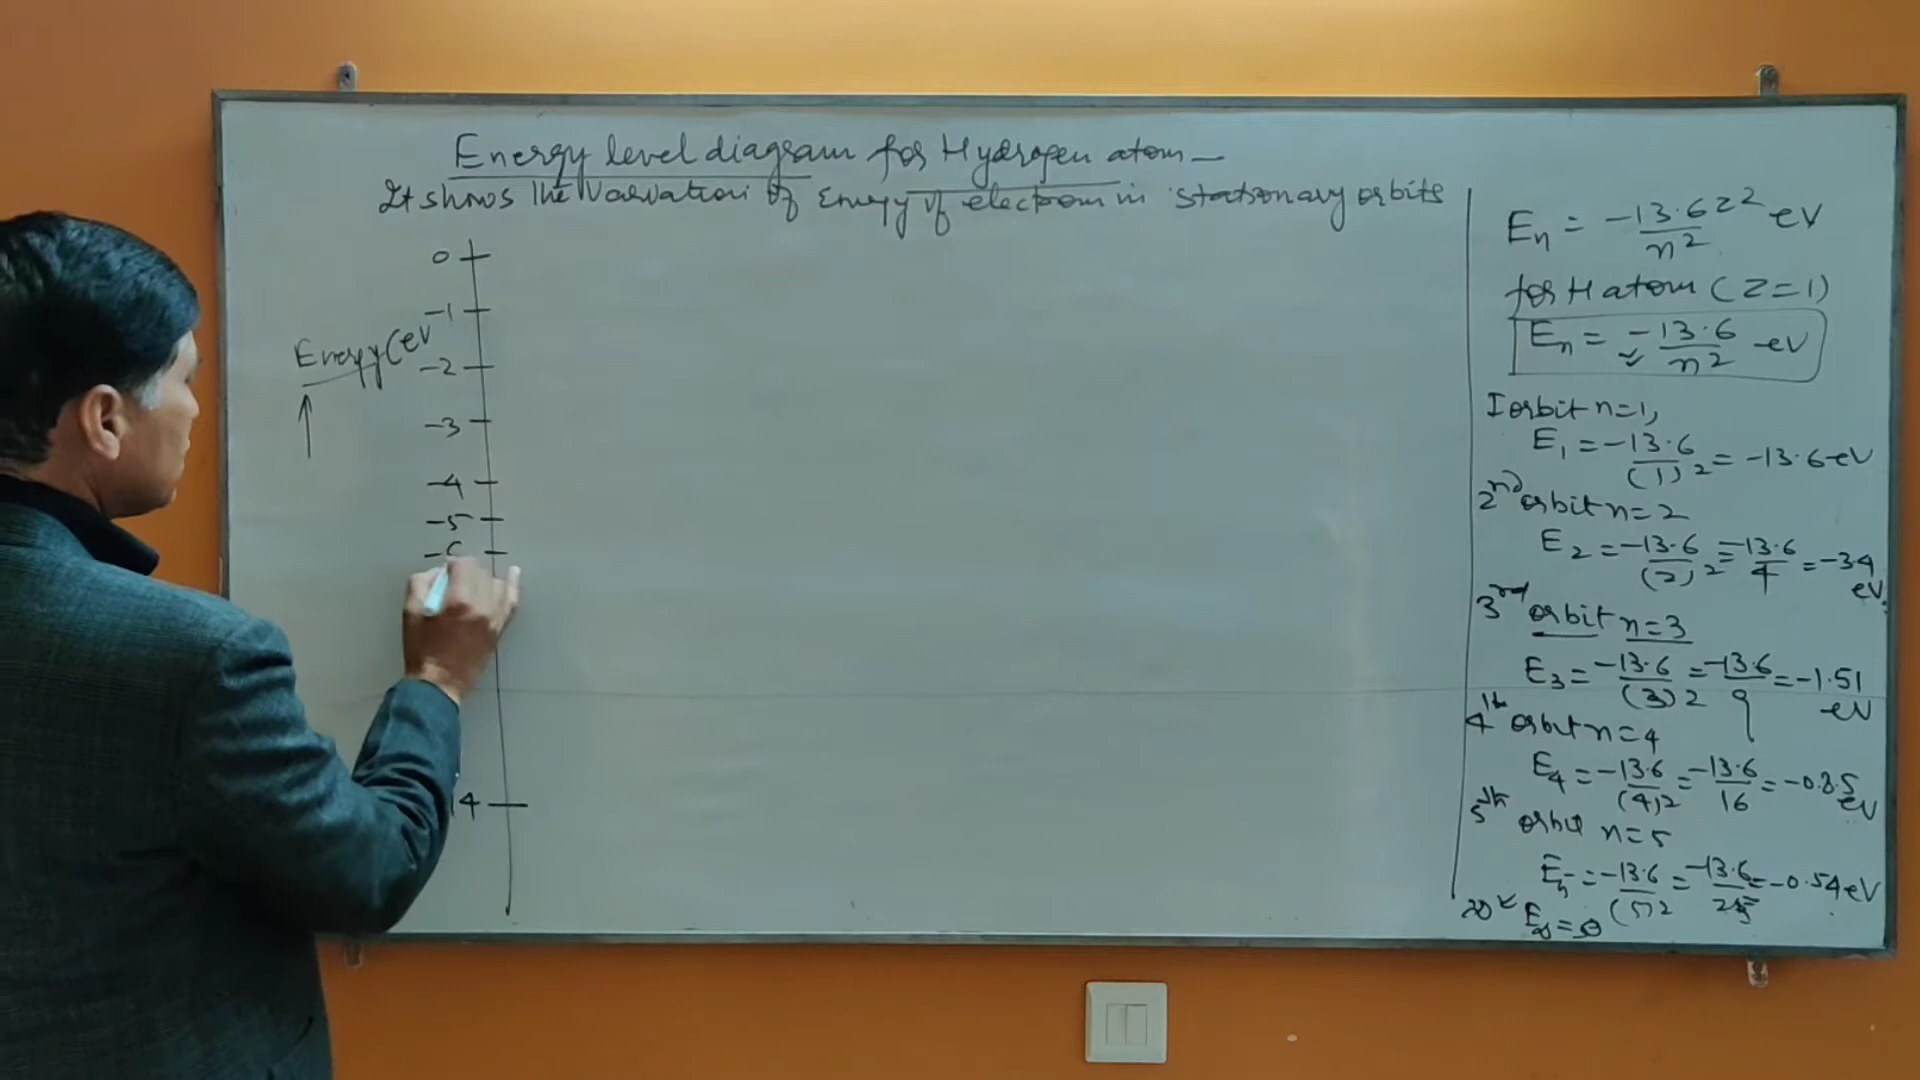 Energy level diagram for Hydrogen atom –
It shows the Variation of Energy of electron in stationary orbits
0
-1
Energy (eV
-2
-3
-4
-5
-6
14
En = -13.6z²/n² eV
for H atom (Z=1)
En = -13.6/n² eV
I orbit n=1,
E1 = -13.6/(1)2 = -13.6 eV
2nd orbit n=2
E2 = -13.6/(2)2 = -13.6/4 = -3.4 eV
3rd orbit n=3
E3 = -13.6/(3)2 = -13.6/9 = -1.51 eV
4th orbit n=4
E4 = -13.6/(4)2 = -13.6/16 = -0.85 eV
5th orbit n=5
E5 = -13.6/(5)2 = -13.6/25 = -0.54 eV
E∞ = 0